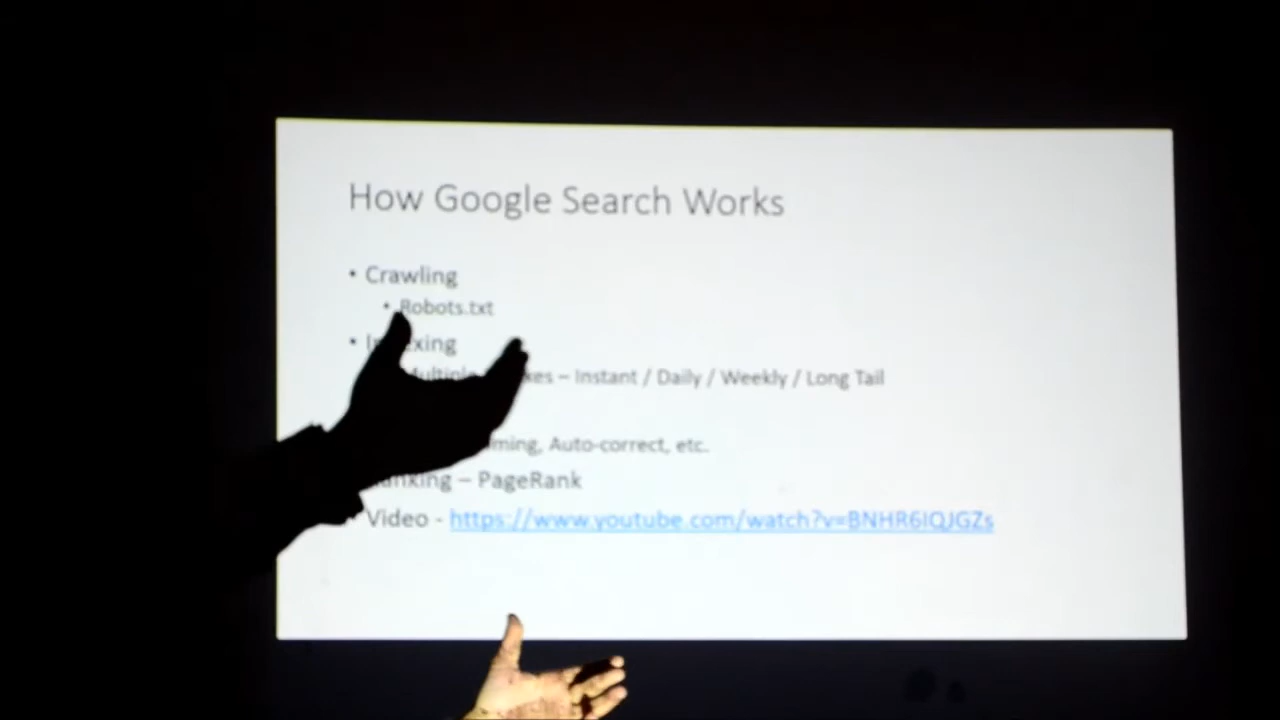 How Google Search Works
• Crawling
• Robots.txt
• Indexing
Multiple – Instant / Daily / Weekly / Long Tail
Auto-correct, etc.
Ranking – PageRank
• Video - https://www.youtube.com/watch?v=BNHR6IQJGZs